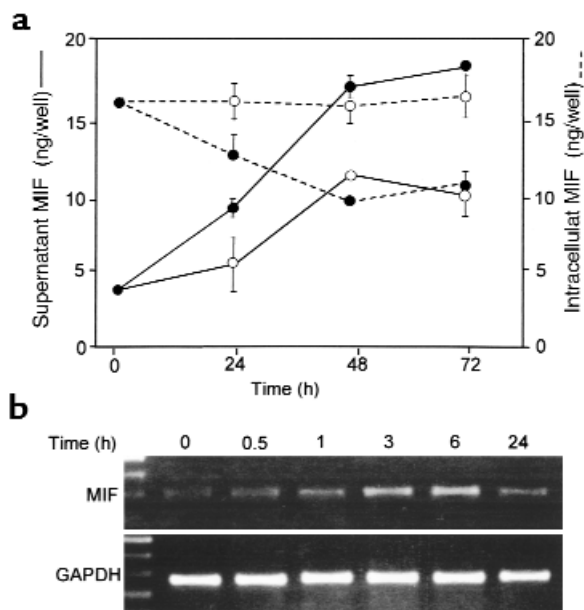 a
Supernatant MIF (ng/well)
20
15
10
5
0
20
15
10
5
0
Intracellulat MIF (ng/well)
0 24 48 72
Time (h)
b
Time (h) 0 0.5 1 3 6 24
MIF
GAPDH